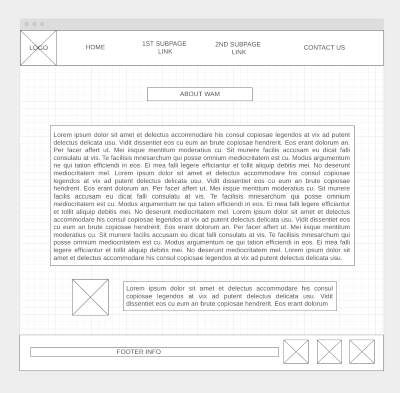 LOGO
HOME
1ST SUBPAGE
LINK
2ND SUBPAGE
LINK
CONTACT US
ABOUT WAM
Lorem ipsum dolor sit amet et delectus accommodare his consul copiosae legendos at vix ad putent
delectus delicata usu. Vidit dissentiet eos cu eum an brute copiosae hendrerit. Eos erant dolorum an.
Per facer affert ut. Mei iisque mentitum moderatius cu. Sit munere facilis accusam eu dicat falli
consulatu at vis. Te facilisis mnesarchum qui posse omnium mediocritatem est cu. Modus argumentum
ne qui tation efficiendi in eos. Ei mea falli legere efficiantur et tollit aliquip debitis mei. No deserunt
mediocritatem mel. Lorem ipsum dolor sit amet et delectus accommodare his consul copiosae
legendos at vix ad putent delectus delicata usu. Vidit dissentiet eos cu eum an brute copiosae
hendrerit. Eos erant dolorum an. Per facer affert ut. Mei iisque mentitum moderatius cu. Sit munere
facilis accusam eu dicat falli consulatu at vis. Te facilisis mnesarchum qui posse omnium
mediocritatem est cu. Modus argumentum ne qui tation efficiendi in eos. Ei mea falli legere efficiantur
et tollit aliquip debitis mei. No deserunt mediocritatem mel. Lorem ipsum dolor sit amet et delectus
accommodare his consul copiosae legendos at vix ad putent delectus delicata usu. Vidit dissentiet eos
cu eum an brute copiosae hendrerit. Eos erant dolorum an. Per facer affert ut. Mei iisque mentitum
moderatius cu. Sit munere facilis accusam eu dicat falli consulatu at vis. Te facilisis mnesarchum qui
posse omnium mediocritatem est cu. Modus argumentum ne qui tation efficiendi in eos. Ei mea falli
legere efficiantur et tollit aliquip debitis mei. No deserunt mediocritatem mel. Lorem ipsum dolor sit
amet et delectus accommodare his consul copiosae legendos at vix ad putent delectus delicata usu.
Lorem ipsum dolor sit amet et delectus accommodare his consul
copiosae legendos at vix ad putent delectus delicata usu. Vidit
dissentiet eos cu eum an brute copiosae hendrerit. Eos erant dolorum
FOOTER INFO